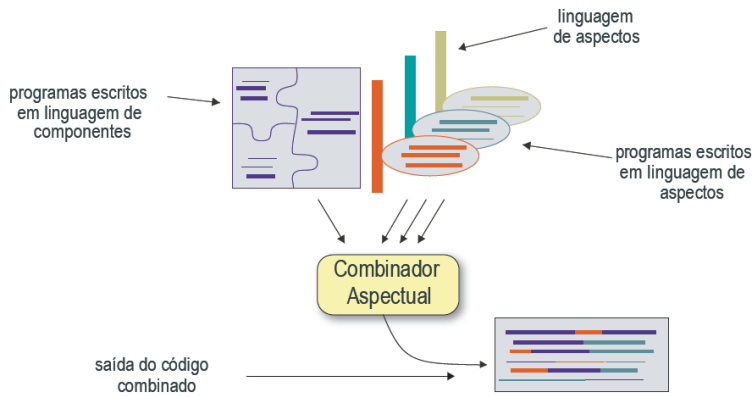 linguagem
de aspectos
programas escritos
em linguagem de
componentes
programas escritos
em linguagem de
aspectos
Combinador
Aspectual
saída do código
combinado